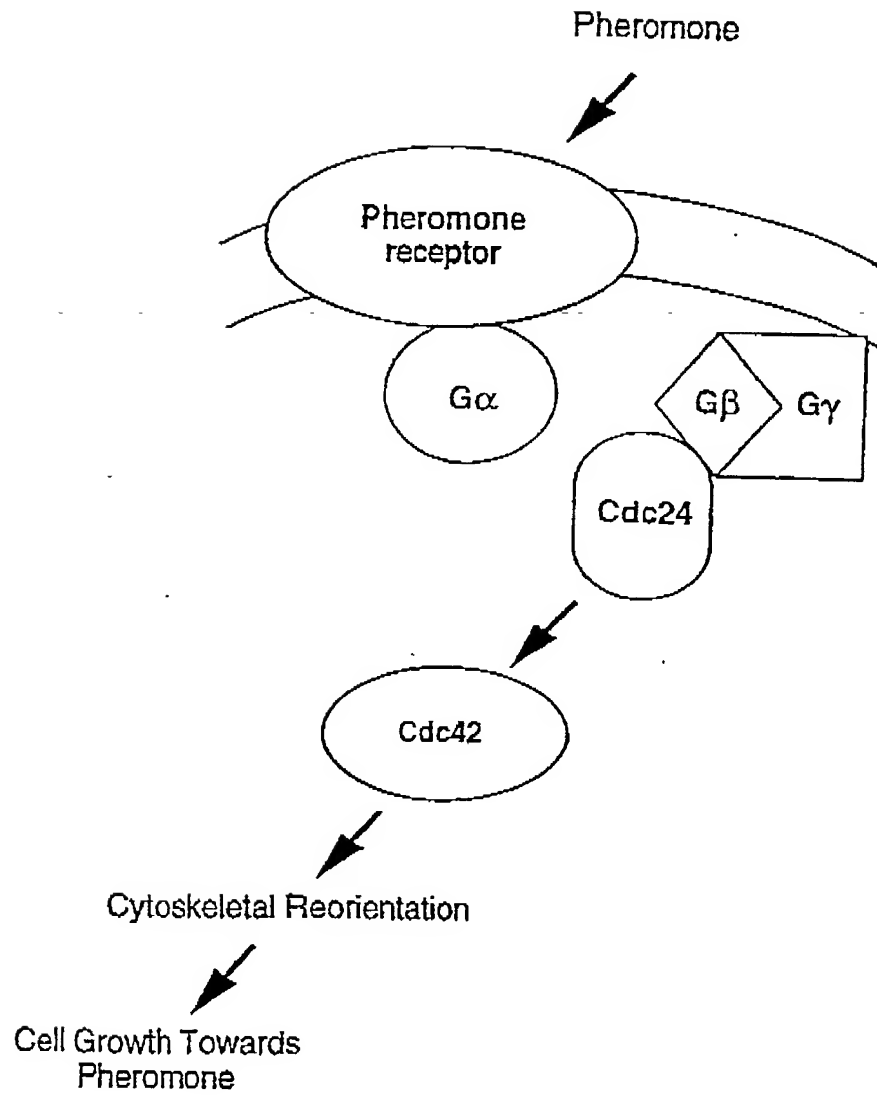 Pheromone
Pheromone
receptor
Gα
Gβ
Gγ
Cdc24
Cdc42
Cytoskeletal Reorientation
Cell Growth Towards
Pheromone